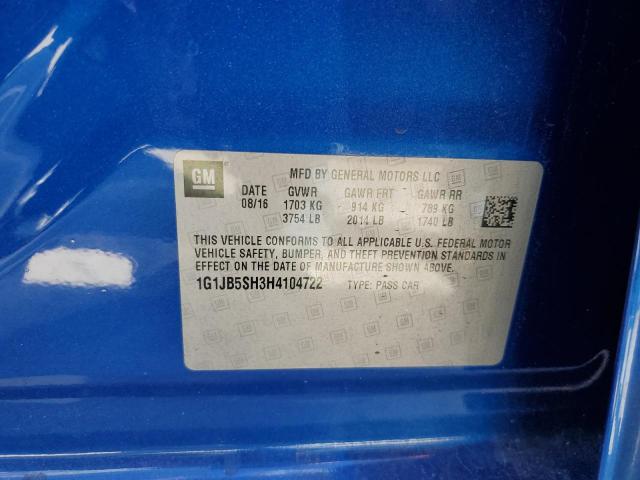 GM
MFD BY GENERAL MOTORS LLC
DATE GVWR GAWR FRT GAWR RR
08/16 1703 KG 914 KG 789 KG
3754 LB 2014 LB 1740 LB
THIS VEHICLE CONFORMS TO ALL APPLICABLE U.S. FEDERAL MOTOR
VEHICLE SAFETY, BUMPER, AND THEFT PREVENTION STANDARDS IN
EFFECT ON THE DATE OF MANUFACTURE SHOWN ABOVE.
1G1JB5SH3H4104722 TYPE: PASS CAR